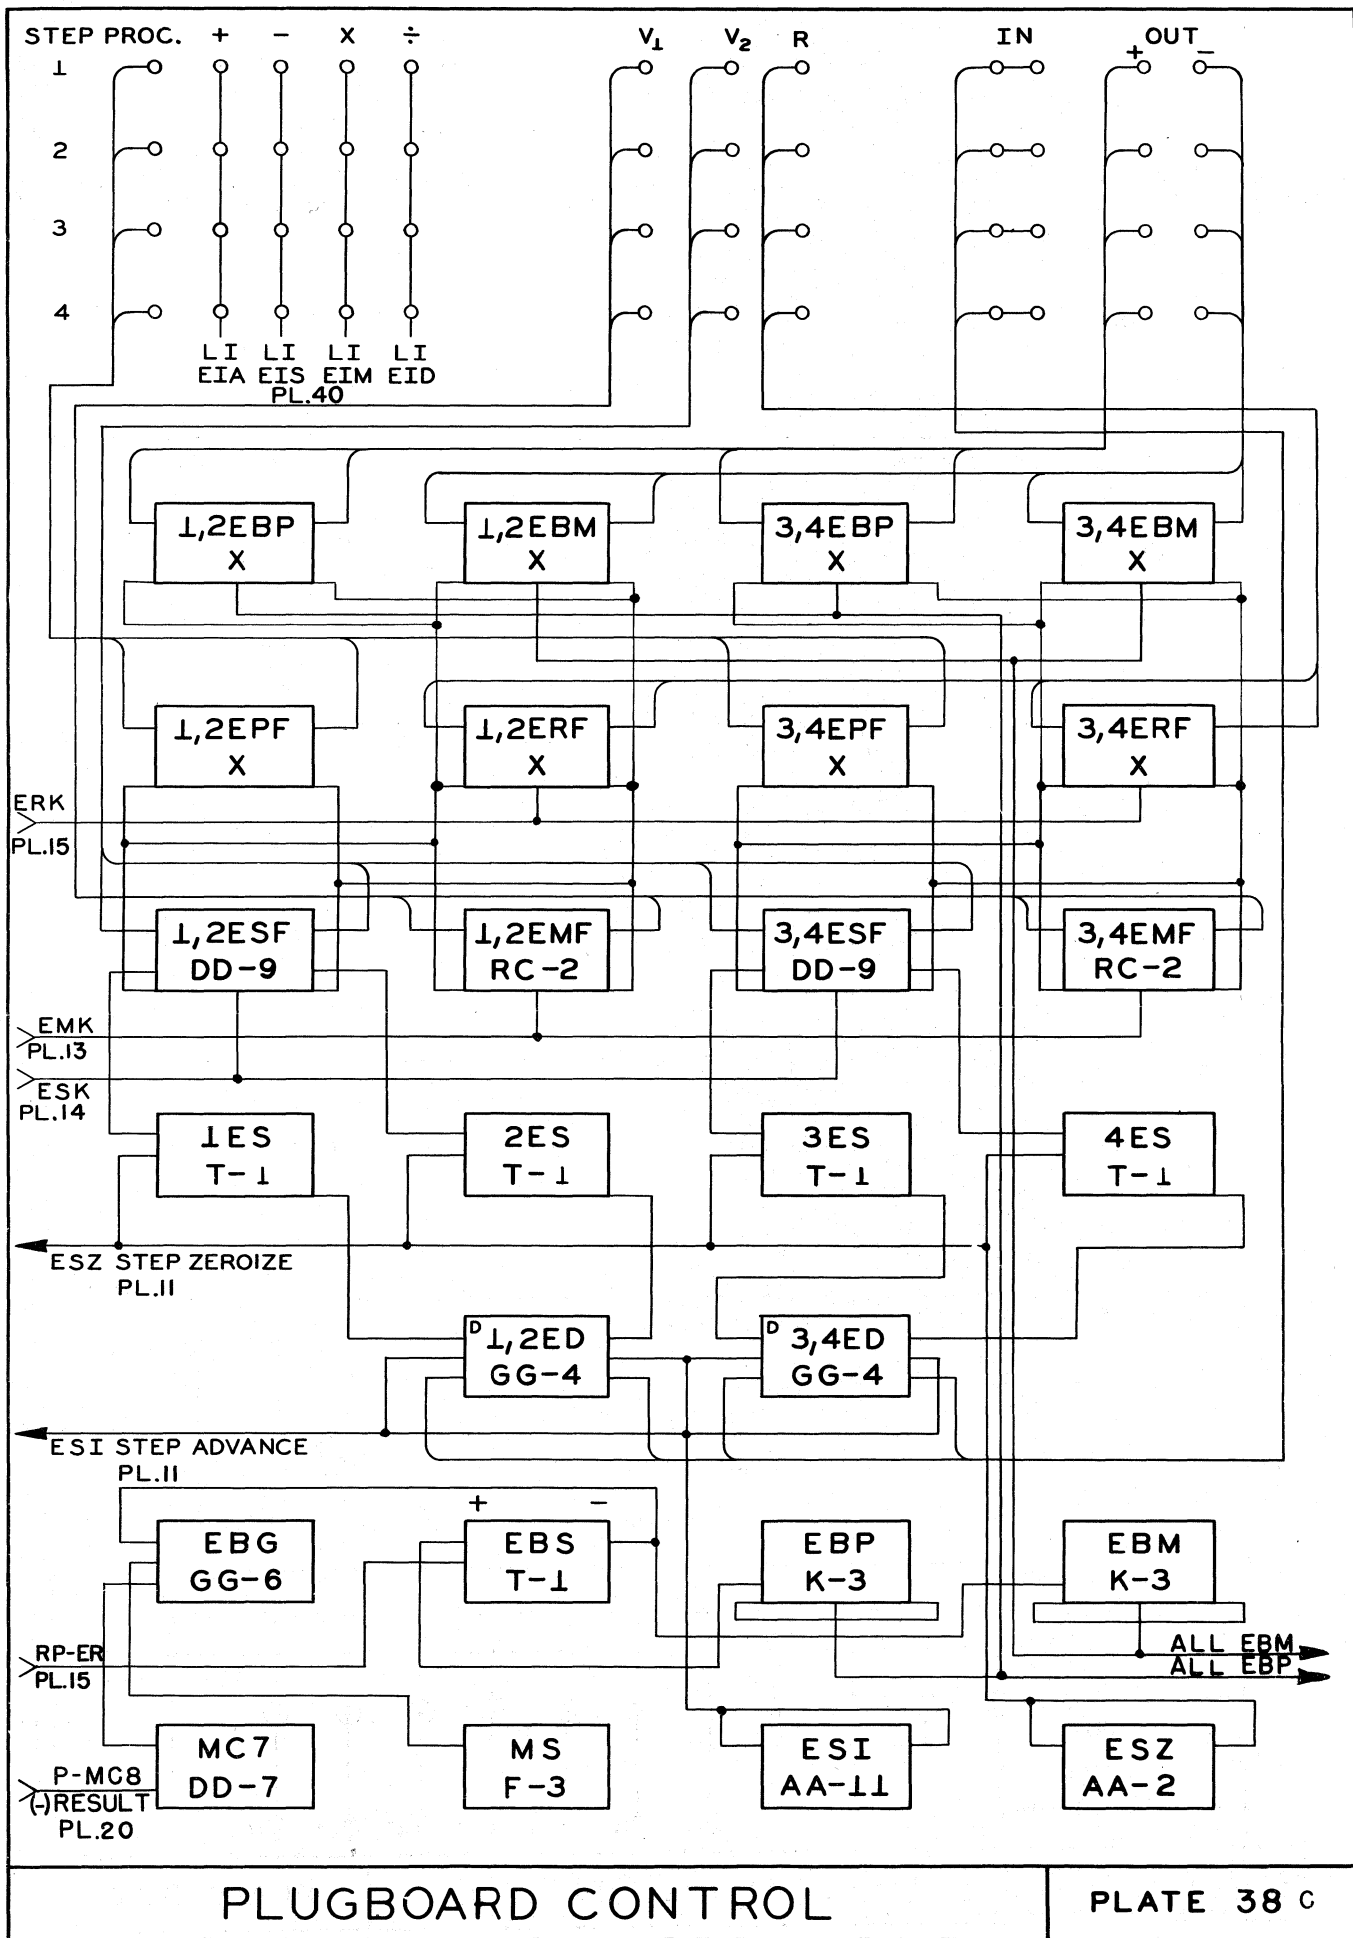 STEP PROC. + - X ÷ V1 V2 R IN OUT
+ -
1
2
3
4
LI LI LI LI
EIA EIS EIM EID
PL.40
1,2EBP
X
1,2EBM
X
3,4EBP
X
3,4EBM
X
1,2EPF
X
1,2ERF
X
3,4EPF
X
3,4ERF
X
ERK
PL.15
1,2ESF
DD-9
1,2EMF
RC-2
3,4ESF
DD-9
3,4EMF
RC-2
EMK
PL.13
ESK
PL.14
1ES
T-1
2ES
T-1
3ES
T-1
4ES
T-1
ESZ STEP ZEROIZE
PL.11
D
1,2ED
GG-4
D
3,4ED
GG-4
ESI STEP ADVANCE
PL.11
+ -
EBG
GG-6
EBS
T-1
EBP
K-3
EBM
K-3
RP-ER
PL.15
ALL EBM
ALL EBP
MC7
DD-7
MS
F-3
ESI
AA-11
ESZ
AA-2
P-MC8
(-)RESULT
PL.20
PLUGBOARD CONTROL
PLATE 38 C